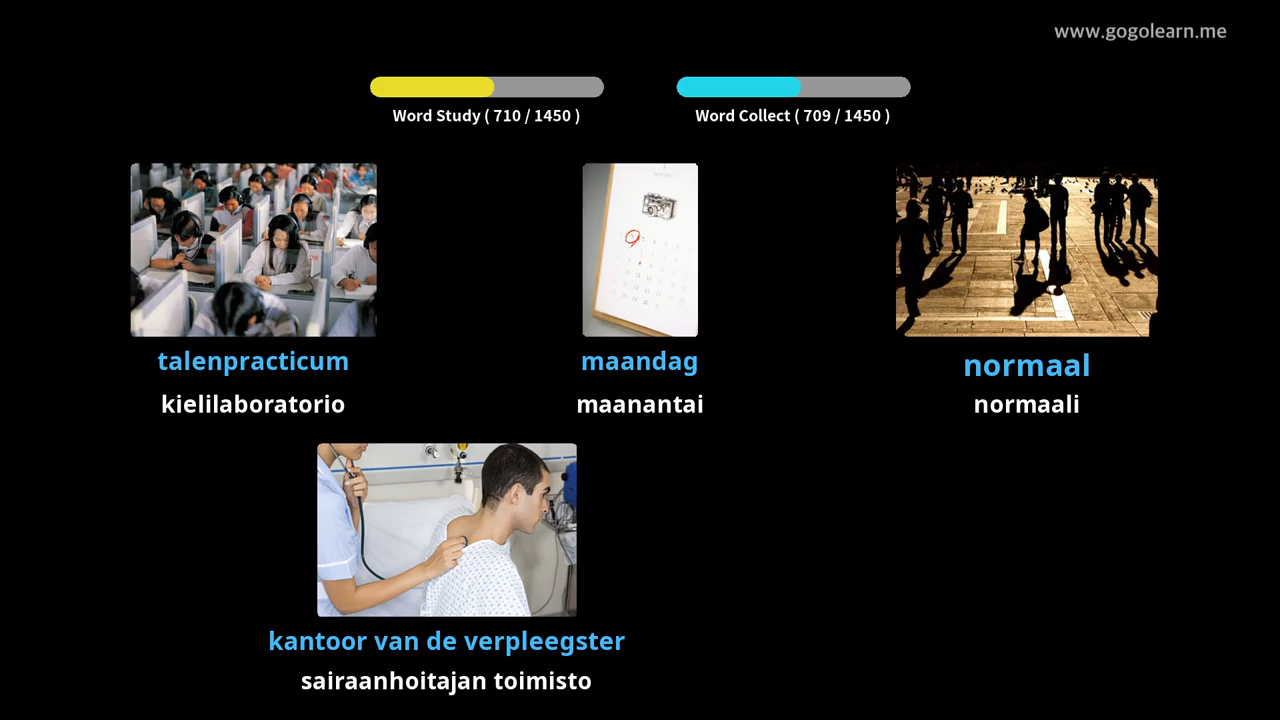 www.gogolearn.me
Word Study ( 710 / 1450 )
Word Collect ( 709 / 1450 )
talenpracticum
maandag
normaal
kielilaboratorio
maanantai
normaali
kantoor van de verpleegster
sairaanhoitajan toimisto